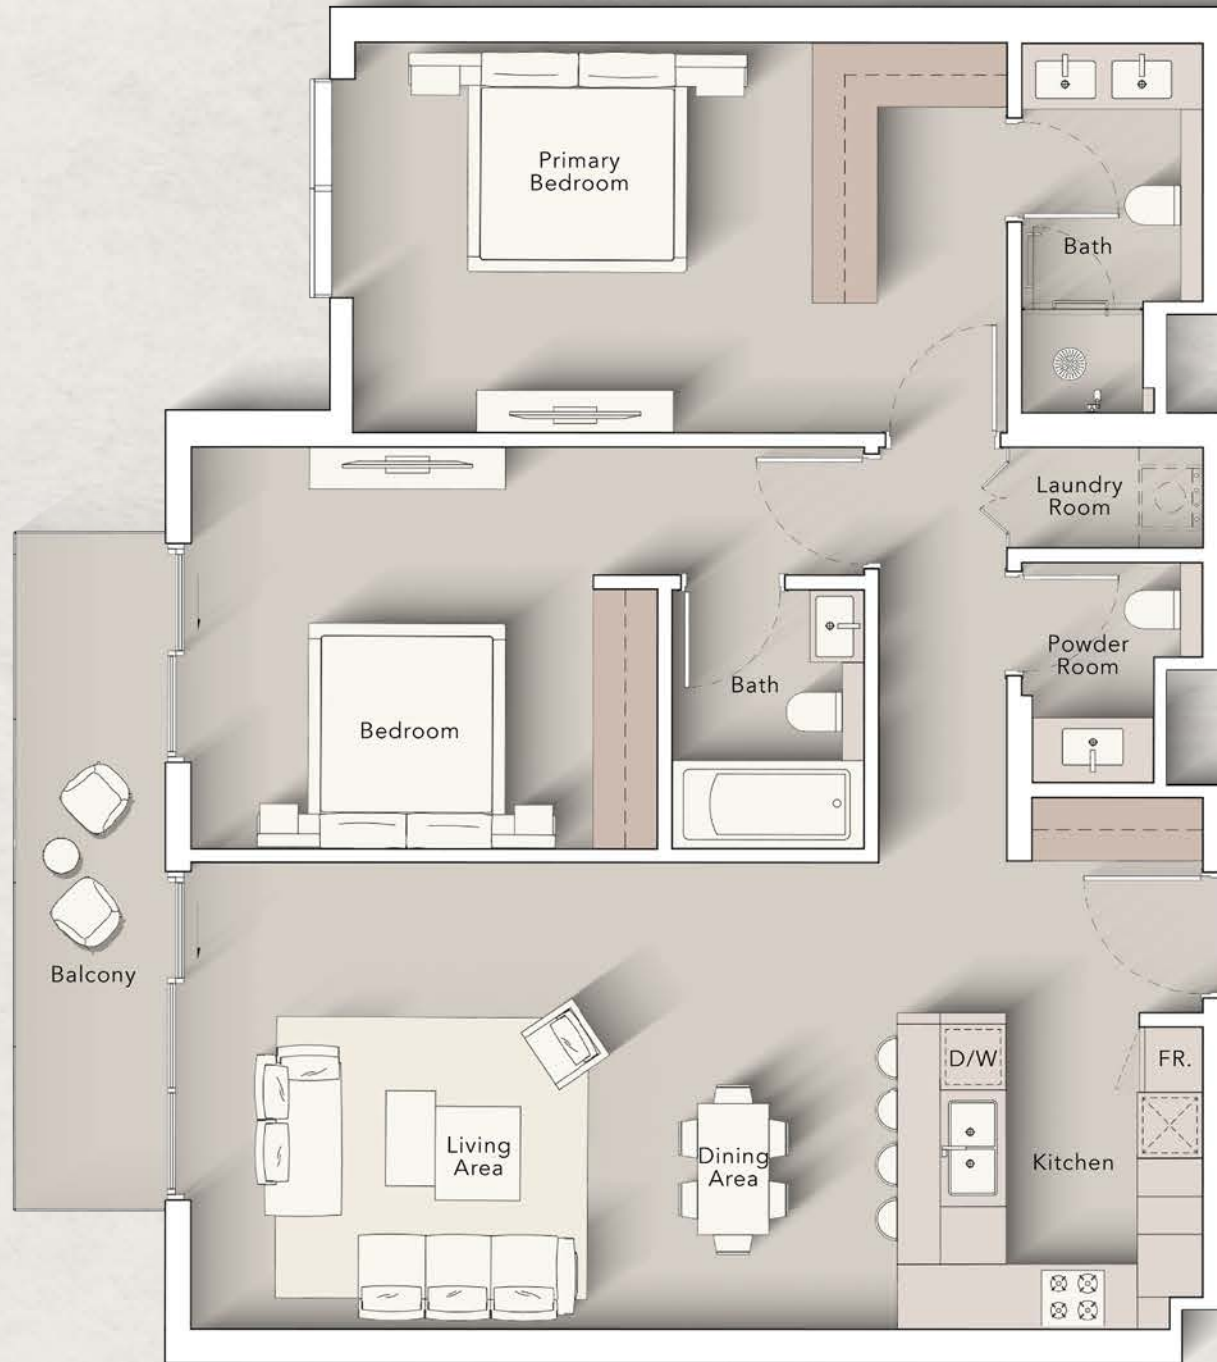 Primary
Bedroom
Bath
Laundry
Room
Powder
Room
Bath
Bedroom
Balcony
D/W
FR.
Living
Area
Dining
Area
Kitchen